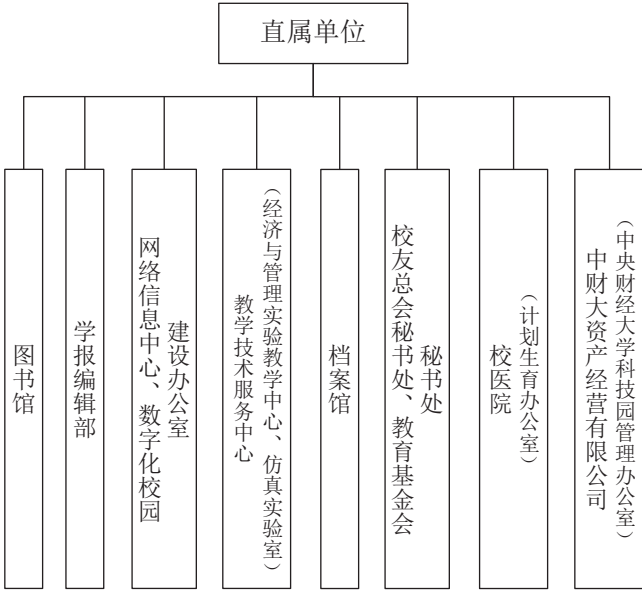 直属单位
图书馆
学报编辑部
网络信息中心、数字化校园
建设办公室
教学技术服务中心
（经济与管理实验教学中心、仿真实验室）
档案馆
校友总会秘书处、教育基金会
秘书处
校医院
（计划生育办公室）
中财大资产经营有限公司
（中央财经大学科技园管理办公室）